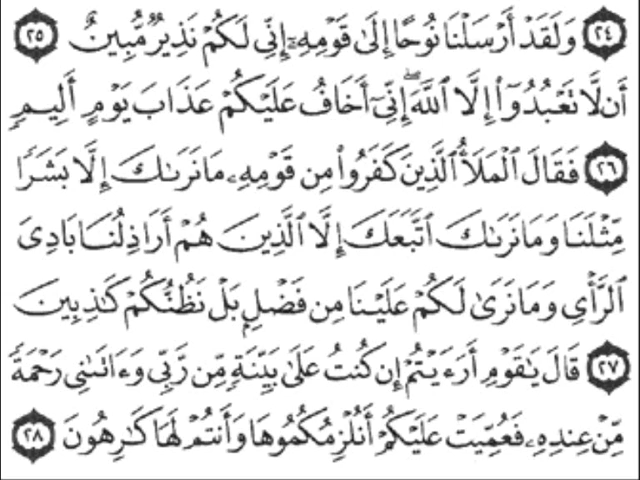 ٢٤ وَلَقَدْ أَرْسَلْنَا نُوحًا إِلَىٰ قَوْمِهِۦٓ إِنِّى لَكُمْ نَذِيرٌ مُّبِينٌ ٢٥
أَن لَّا تَعْبُدُوٓا۟ إِلَّا ٱللَّهَ ۖ إِنِّىٓ أَخَافُ عَلَيْكُمْ عَذَابَ يَوْمٍ أَلِيمٍ
٢٦ فَقَالَ ٱلْمَلَأُ ٱلَّذِينَ كَفَرُوا۟ مِن قَوْمِهِۦ مَا نَرَىٰكَ إِلَّا بَشَرًا
مِّثْلَنَا وَمَا نَرَىٰكَ ٱتَّبَعَكَ إِلَّا ٱلَّذِينَ هُمْ أَرَاذِلُنَا بَادِىَ
ٱلرَّأْىِ وَمَا نَرَىٰ لَكُمْ عَلَيْنَا مِن فَضْلٍۭ بَلْ نَظُنُّكُمْ كَـٰذِبِينَ
٢٧ قَالَ يَـٰقَوْمِ أَرَءَيْتُمْ إِن كُنتُ عَلَىٰ بَيِّنَةٍ مِّن رَّبِّى وَءَاتَىٰنِى رَحْمَةً
مِّنْ عِندِهِۦ فَعُمِّيَتْ عَلَيْكُمْ أَنُلْزِمُكُمُوهَا وَأَنتُمْ لَهَا كَـٰرِهُونَ ٢٨